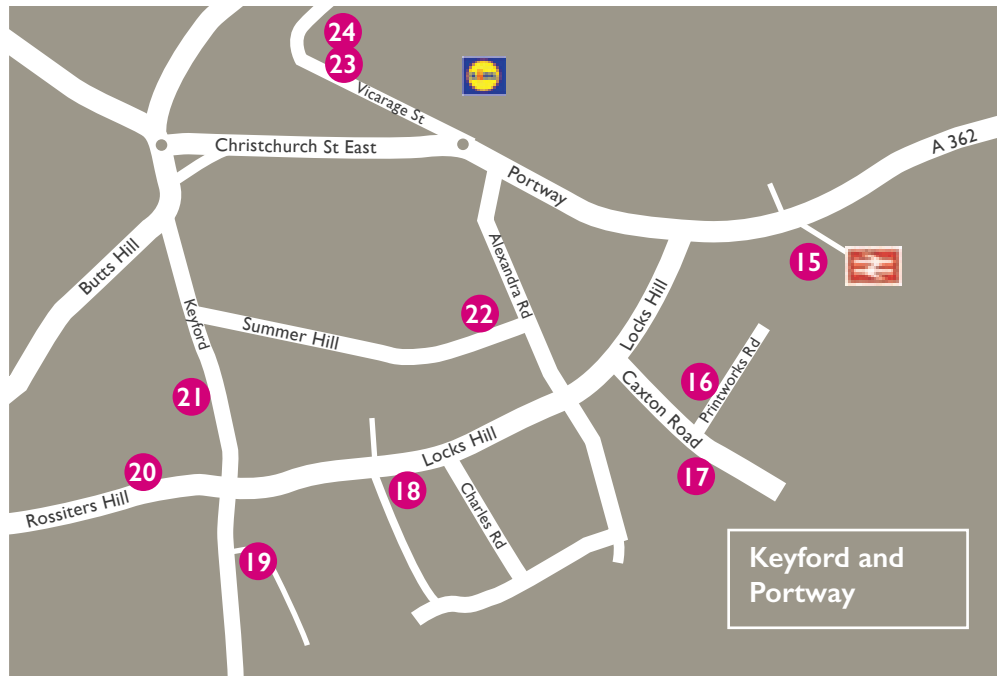 24
23
Vicarage St
Christchurch St East
A 362
Portway
Butts Hill
Alexandra Rd
15
Keyford
22
Summer Hill
Locks Hill
21
16
Printworks Rd
Caxton Road
Locks Hill
20
18
17
Rossiters Hill
Charles Rd
19
Keyford and
Portway